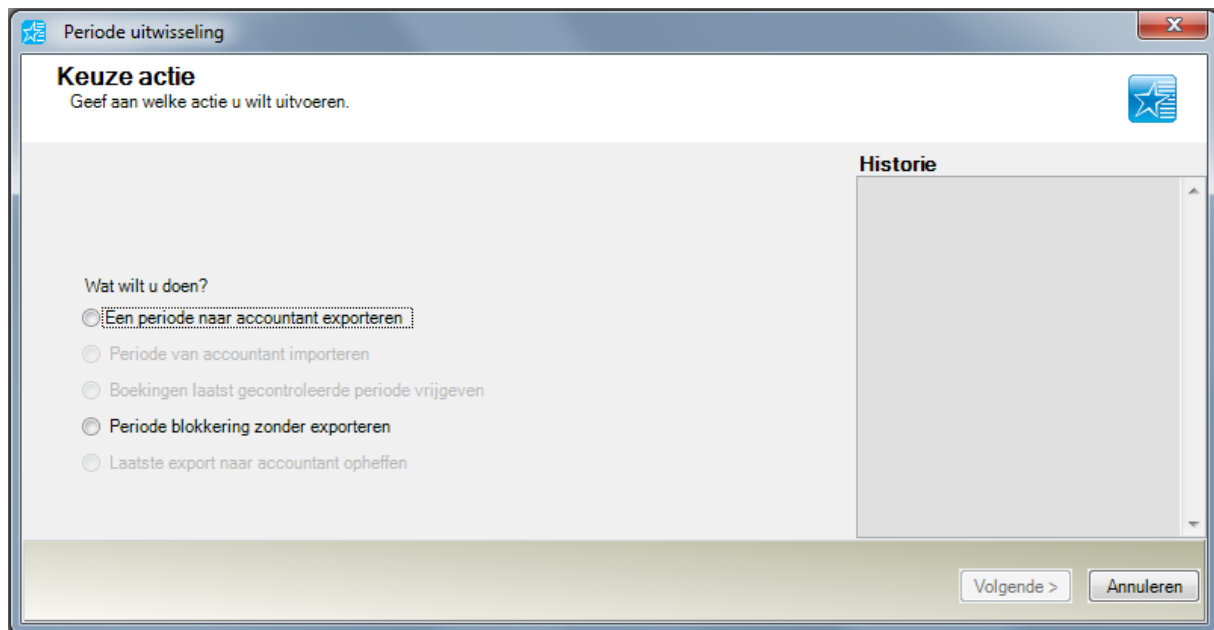 Periode uitwisseling
Keuze actie
Geef aan welke actie u wilt uitvoeren.
Historie
Wat wilt u doen?
Een periode naar accountant exporteren
Periode van accountant importeren
Boekingen laatst gecontroleerde periode vrijgeven
Periode blokkering zonder exporteren
Laatste export naar accountant opheffen
Volgende >
Annuleren